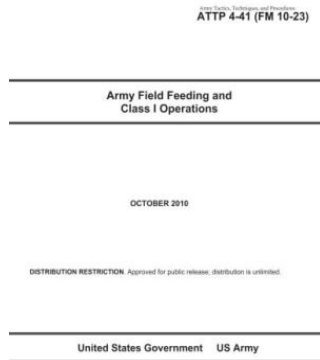 Army Tactics, Techniques, and Procedures
ATTP 4-41 (FM 10-23)
Army Field Feeding and
Class I Operations
OCTOBER 2010
DISTRIBUTION RESTRICTION. Approved for public release; distribution is unlimited.
United States Government US Army